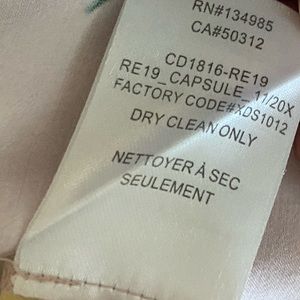 RN#134985
CA#50312
CD1816-RE19
RE19_CAPSULE_11/20X
FACTORY CODE#XDS1012
DRY CLEAN ONLY
NETTOYER À SEC
SEULEMENT